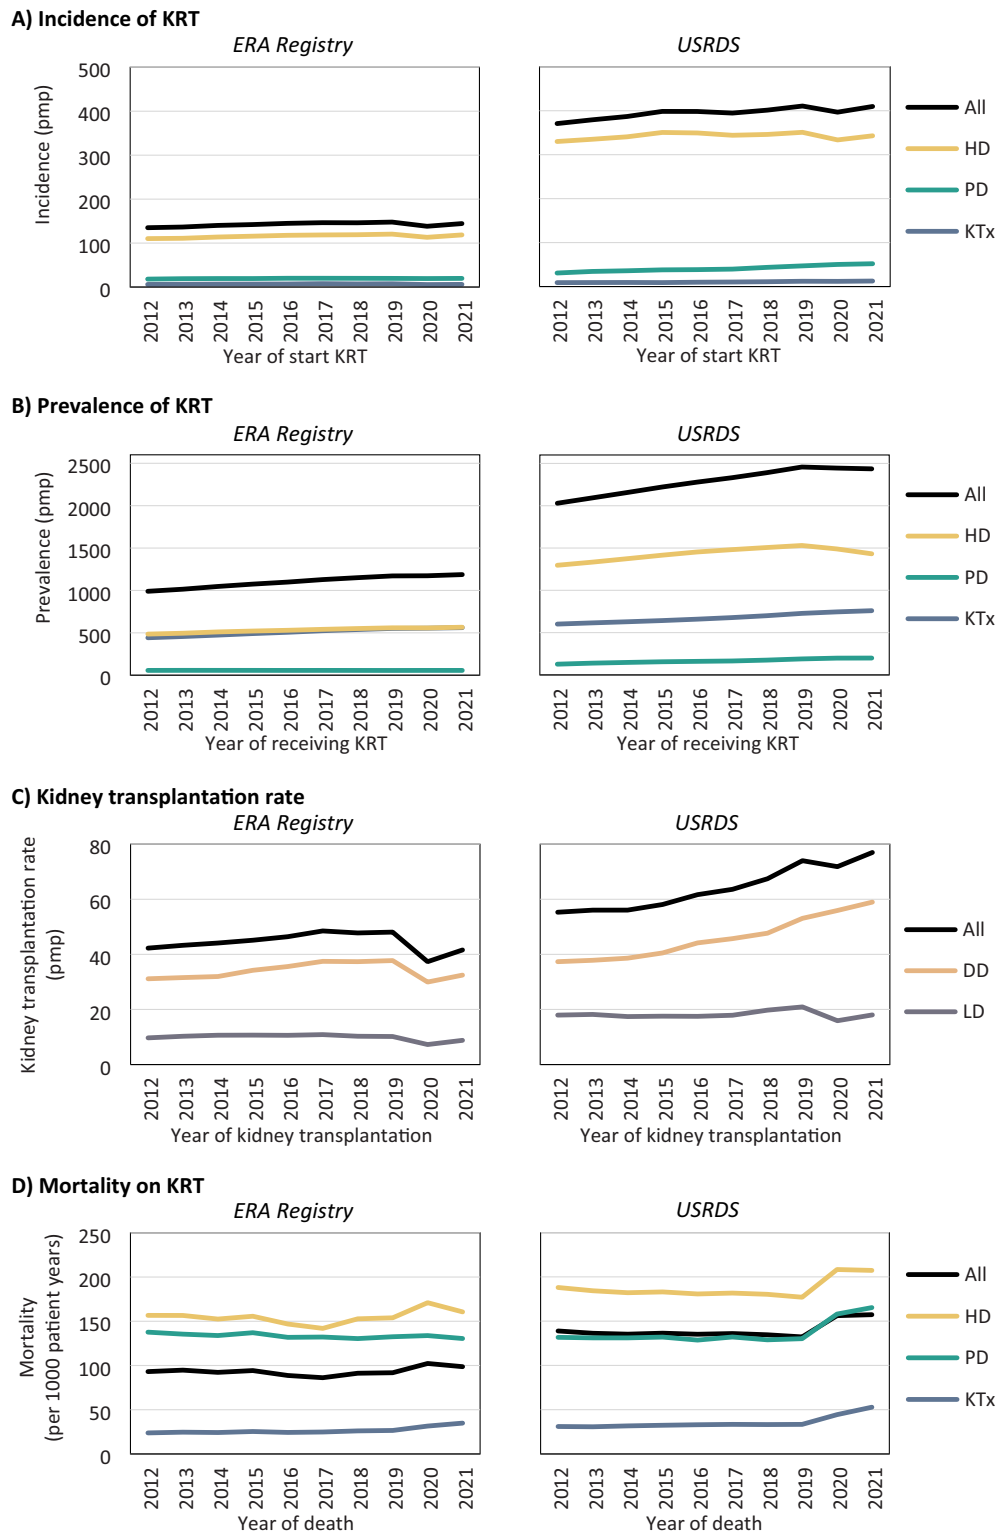 A) Incidence of KRT
ERA Registry
USRDS
Incidence (pmp)
500
400
300
200
100
0
2012 2013 2014 2015 2016 2017 2018 2019 2020 2021
Year of start KRT
2012 2013 2014 2015 2016 2017 2018 2019 2020 2021
Year of start KRT
All
HD
PD
KTx
B) Prevalence of KRT
ERA Registry
USRDS
Prevalence (pmp)
2500
2000
1500
1000
500
0
2012 2013 2014 2015 2016 2017 2018 2019 2020 2021
Year of receiving KRT
2012 2013 2014 2015 2016 2017 2018 2019 2020 2021
Year of receiving KRT
All
HD
PD
KTx
C) Kidney transplantation rate
ERA Registry
USRDS
Kidney transplantation rate
(pmp)
80
60
40
20
0
2012 2013 2014 2015 2016 2017 2018 2019 2020 2021
Year of kidney transplantation
2012 2013 2014 2015 2016 2017 2018 2019 2020 2021
Year of kidney transplantation
All
DD
LD
D) Mortality on KRT
ERA Registry
USRDS
Mortality
(per 1000 patient years)
250
200
150
100
50
0
2012 2013 2014 2015 2016 2017 2018 2019 2020 2021
Year of death
2012 2013 2014 2015 2016 2017 2018 2019 2020 2021
Year of death
All
HD
PD
KTx